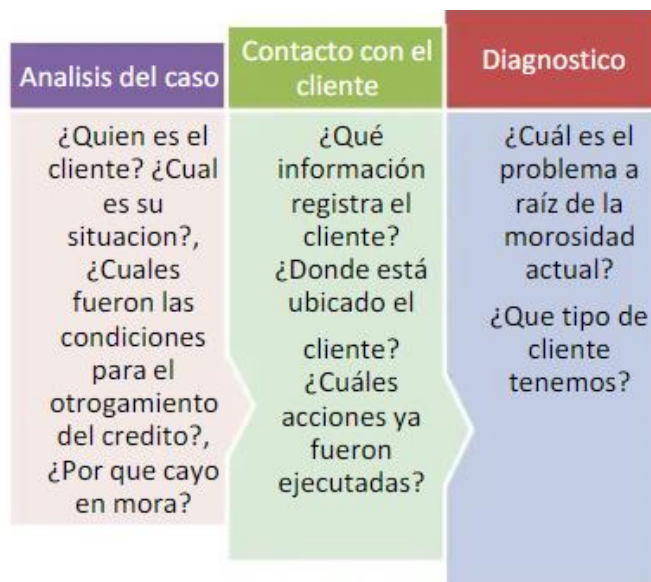 Analisis del caso
¿Quien es el
cliente? ¿Cual
es su
situacion?,
¿Cuales
fueron las
condiciones
para el
otrogamiento
del credito?,
¿Por que cayo
en mora?
Contacto con el
cliente
¿Qué
información
registra el
cliente?
¿Donde está
ubicado el
cliente?
¿Cuáles
acciones ya
fueron
ejecutadas?
Diagnostico
¿Cuál es el
problema a
raíz de la
morosidad
actual?
¿Que tipo de
cliente
tenemos?